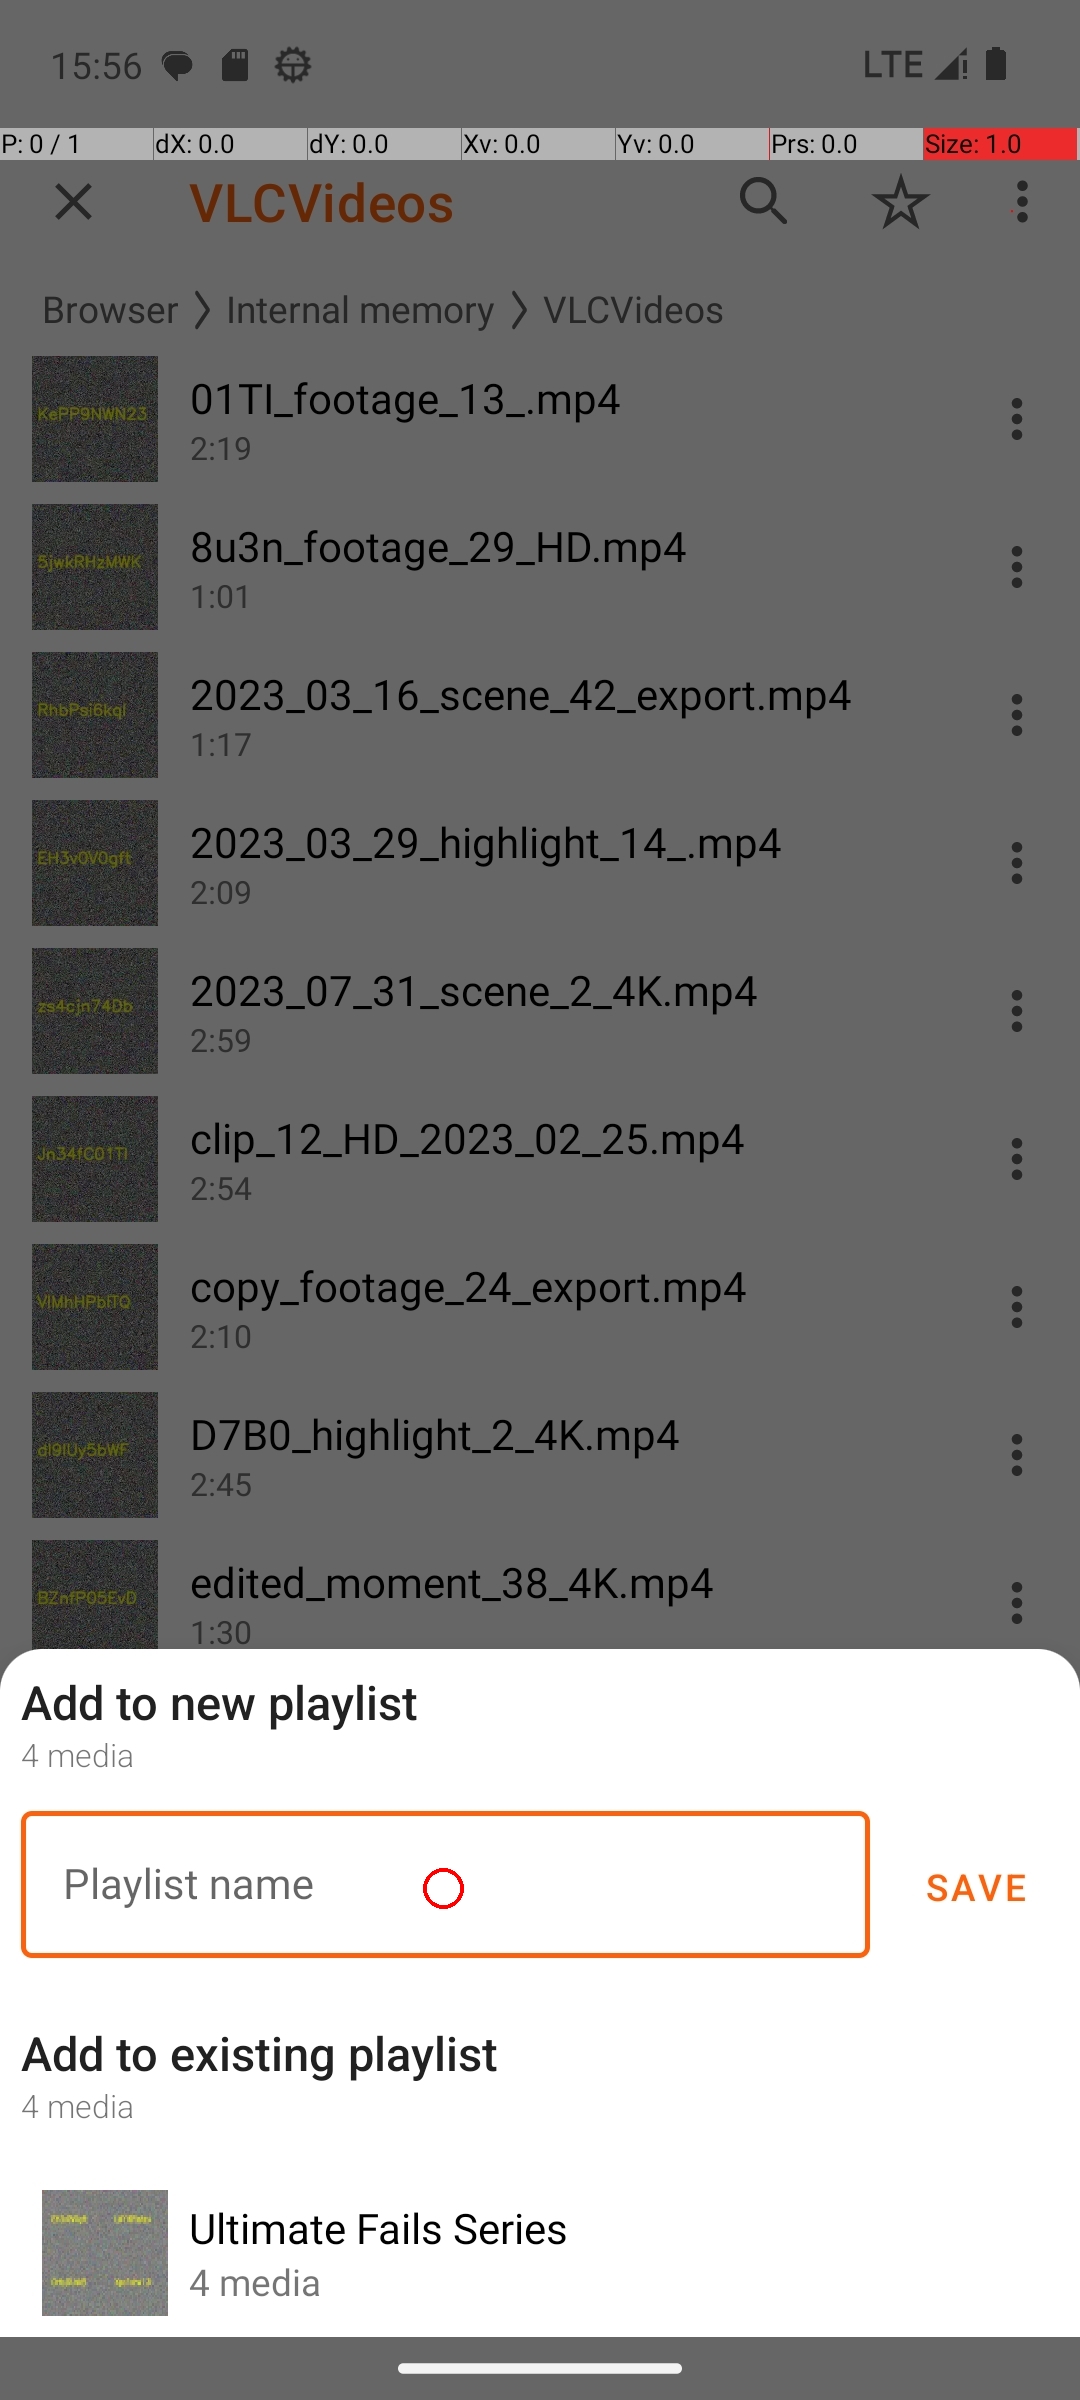 15:56
LTE
P: 0 / 1 dX: 0.0 dY: 0.0 Xv: 0.0 Yv: 0.0 Prs: 0.0 Size: 1.0
VLCVideos
Browser Internal memory VLCVideos
KePP9NWN23
01TI_footage_13_.mp4
2:19
5jwkRHzMWK
8u3n_footage_29_HD.mp4
1:01
RhbPsi6kql
2023_03_16_scene_42_export.mp4
1:17
EH3v0V0gft
2023_03_29_highlight_14_.mp4
2:09
zs4cjn74Db
2023_07_31_scene_2_4K.mp4
2:59
Jn34fC01TI
clip_12_HD_2023_02_25.mp4
2:54
copy_footage_24_export.mp4
2:10
dI9IUy5bWF
D7B0_highlight_2_4K.mp4
2:45
BZnfP05EvD
edited_moment_38_4K.mp4
1:30
Add to new playlist
4 media
Playlist name
SAVE
Add to existing playlist
4 media
Ultimate Fails Series
4 media